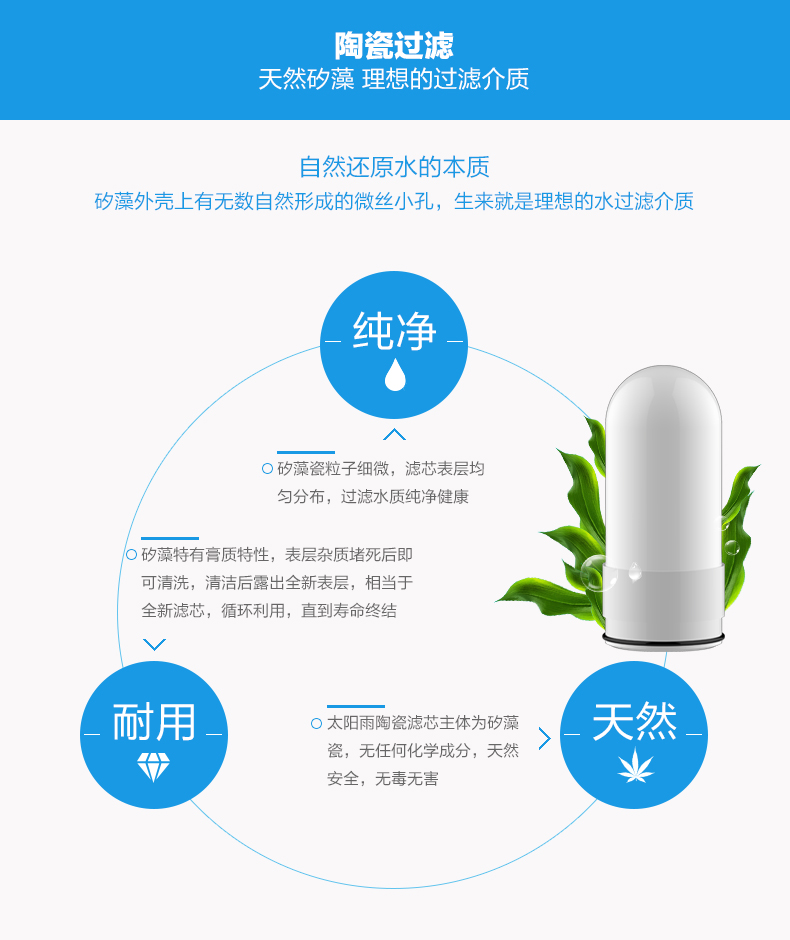 陶瓷过滤
天然矽藻 理想的过滤介质
自然还原水的本质
矽藻外壳上有无数自然形成的微丝小孔，生来就是理想的水过滤介质
纯净
矽藻瓷粒子细微，滤芯表层均
匀分布，过滤水质纯净健康
矽藻特有膏质特性，表层杂质堵死后即
可清洗，清洁后露出全新表层，相当于
全新滤芯，循环利用，直到寿命终结
耐用
太阳雨陶瓷滤芯主体为矽藻
瓷，无任何化学成分，天然
安全，无毒无害
天然